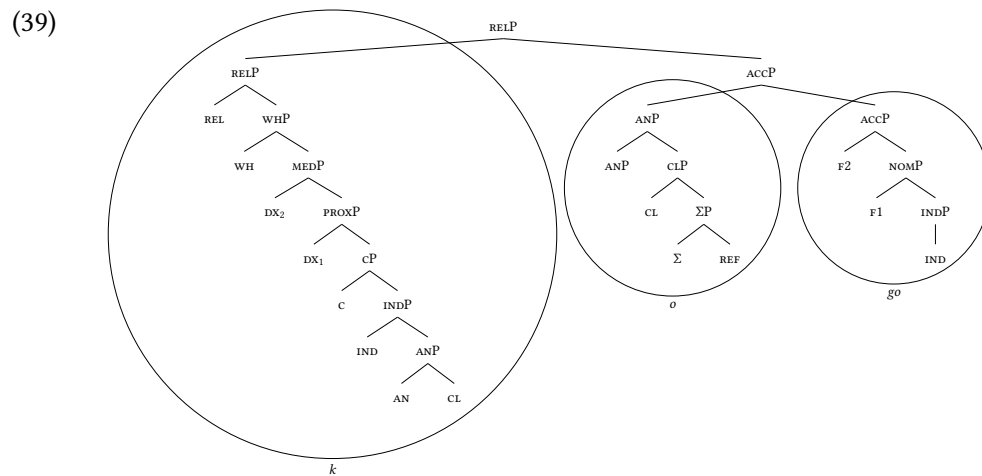 (39)
RELP
RELP ACCP
REL WHP ANP ACCP
WH MEDP ANP CLP F2 NOMP
DX₂ PROXP CL ΣP F1 INDP
DX₁ CP Σ REF IND
C INDP o go
IND ANP
AN CL
k